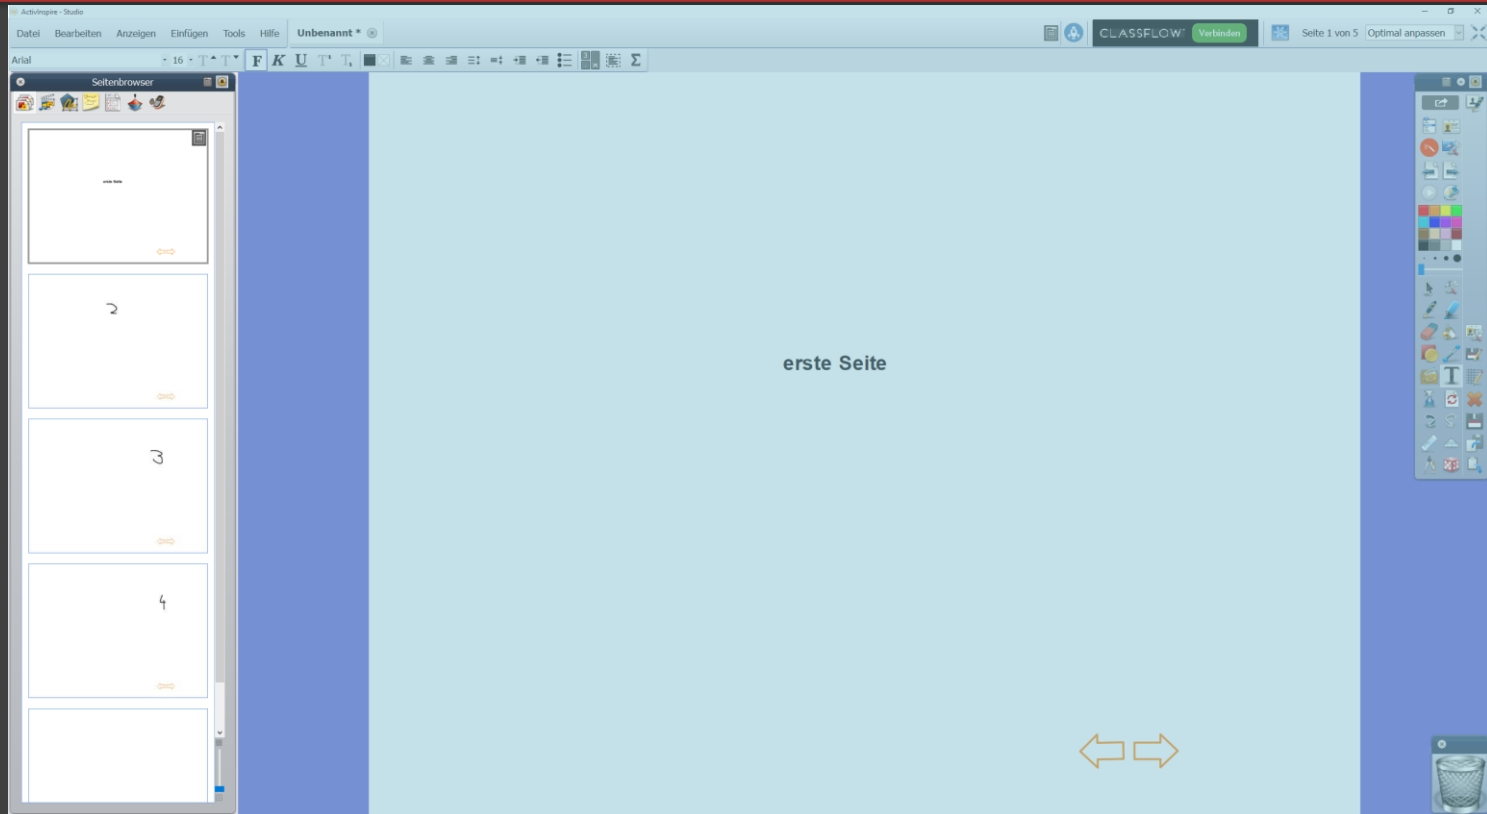 ActivInspire - Studio
Datei Bearbeiten Anzeigen Einfügen Tools Hilfe Unbenannt *
CLASSFLOW Verbinden
Seite 1 von 5 Optimal anpassen
Arial 16 F K U T T
Seitenbrowser
erste Seite
2
3
4
erste Seite